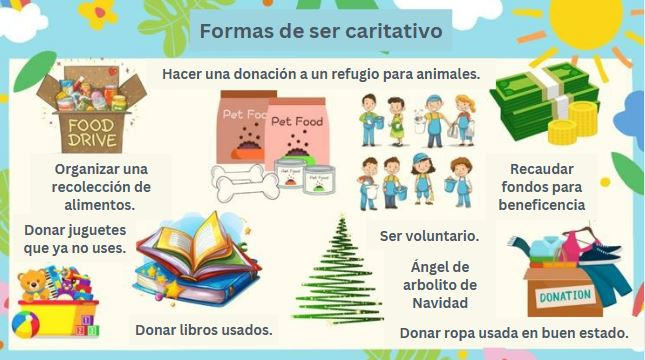 Formas de ser caritativo
Hacer una donación a un refugio para animales.
FOOD
DRIVE
Pet Food
Pet Food
Pet Food
Pet Food
Organizar una
recolección de
alimentos.
Recaudar
fondos para
beneficencia
Donar juguetes
que ya no uses.
Ser voluntario.
Ángel de
arbolito de
Navidad
DONATION
Donar libros usados.
Donar ropa usada en buen estado.